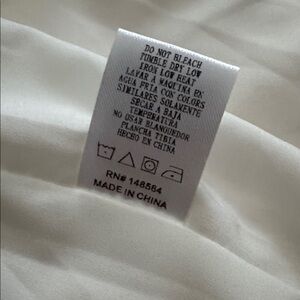 DO NOT BLEACH
TUMBLE DRY LOW
IRON LOW HEAT
LAVAR A MAQUINA EN
AGUA FRIA CON COLORS
SIMILARES SOLAMENTE
SECAR A BAJA
TEMPERATURA
NO USAR BLANQUEDOR
PLANCHA TIBIA
HECHO EN CHINA
RN# 148564
MADE IN CHINA